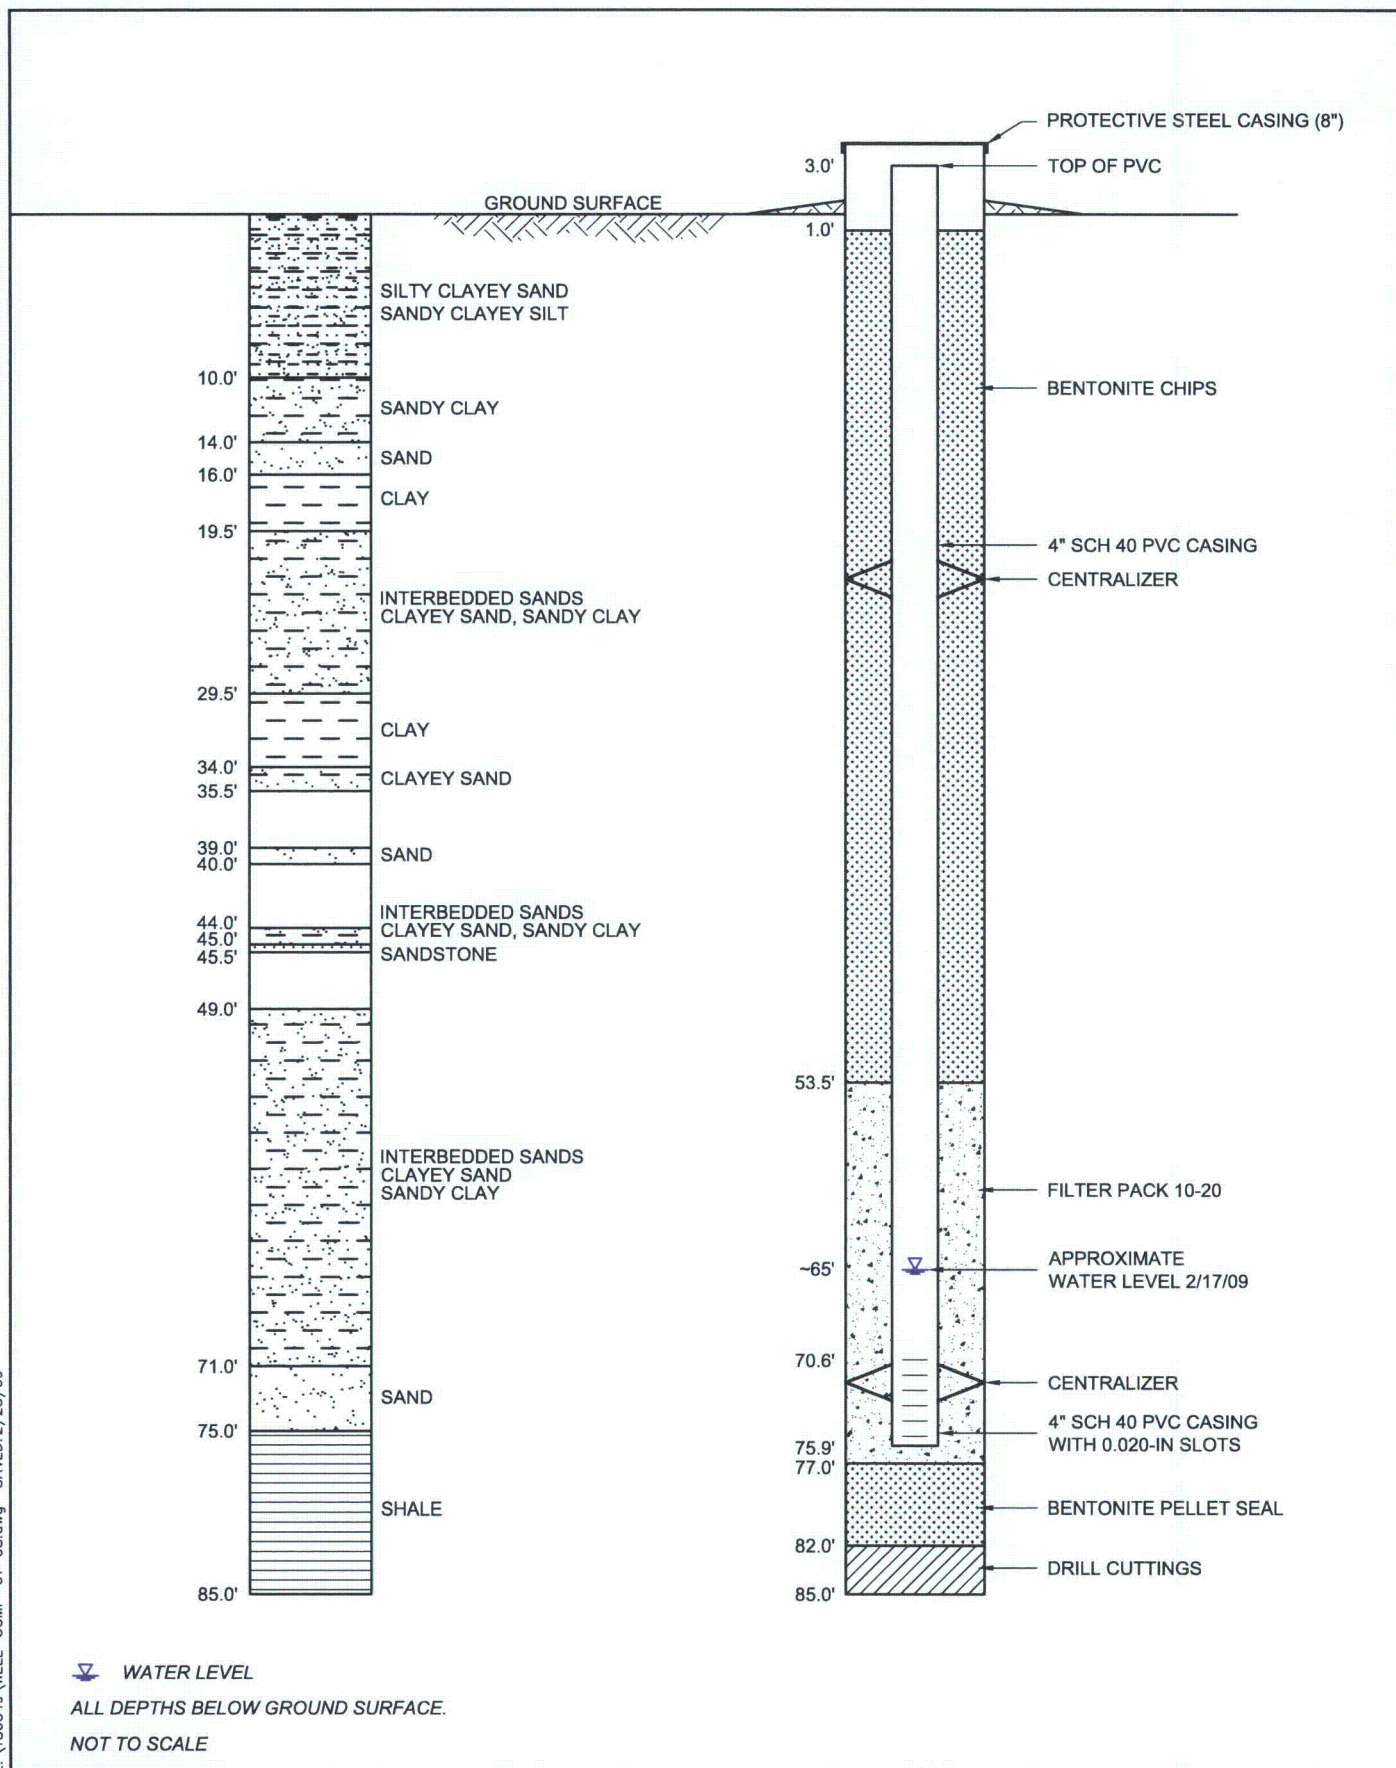 PROTECTIVE STEEL CASING (8")
3.0'
TOP OF PVC
GROUND SURFACE
1.0'
SILTY CLAYEY SAND
SANDY CLAYEY SILT
10.0'
SANDY CLAY
14.0'
SAND
16.0'
CLAY
19.5'
INTERBEDDED SANDS
CLAYEY SAND, SANDY CLAY
29.5'
CLAY
34.0'
CLAYEY SAND
35.5'
39.0'
SAND
40.0'
INTERBEDDED SANDS
44.0'
CLAYEY SAND, SANDY CLAY
45.0'
SANDSTONE
45.5'
49.0'
INTERBEDDED SANDS
CLAYEY SAND
SANDY CLAY
71.0'
SAND
75.0'
SHALE
85.0'
BENTONITE CHIPS
4" SCH 40 PVC CASING
CENTRALIZER
53.5'
FILTER PACK 10-20
~65'
APPROXIMATE
WATER LEVEL 2/17/09
70.6'
CENTRALIZER
4" SCH 40 PVC CASING
WITH 0.020-IN SLOTS
75.9'
77.0'
BENTONITE PELLET SEAL
82.0'
DRILL CUTTINGS
85.0'
WATER LEVEL
ALL DEPTHS BELOW GROUND SURFACE.
NOT TO SCALE